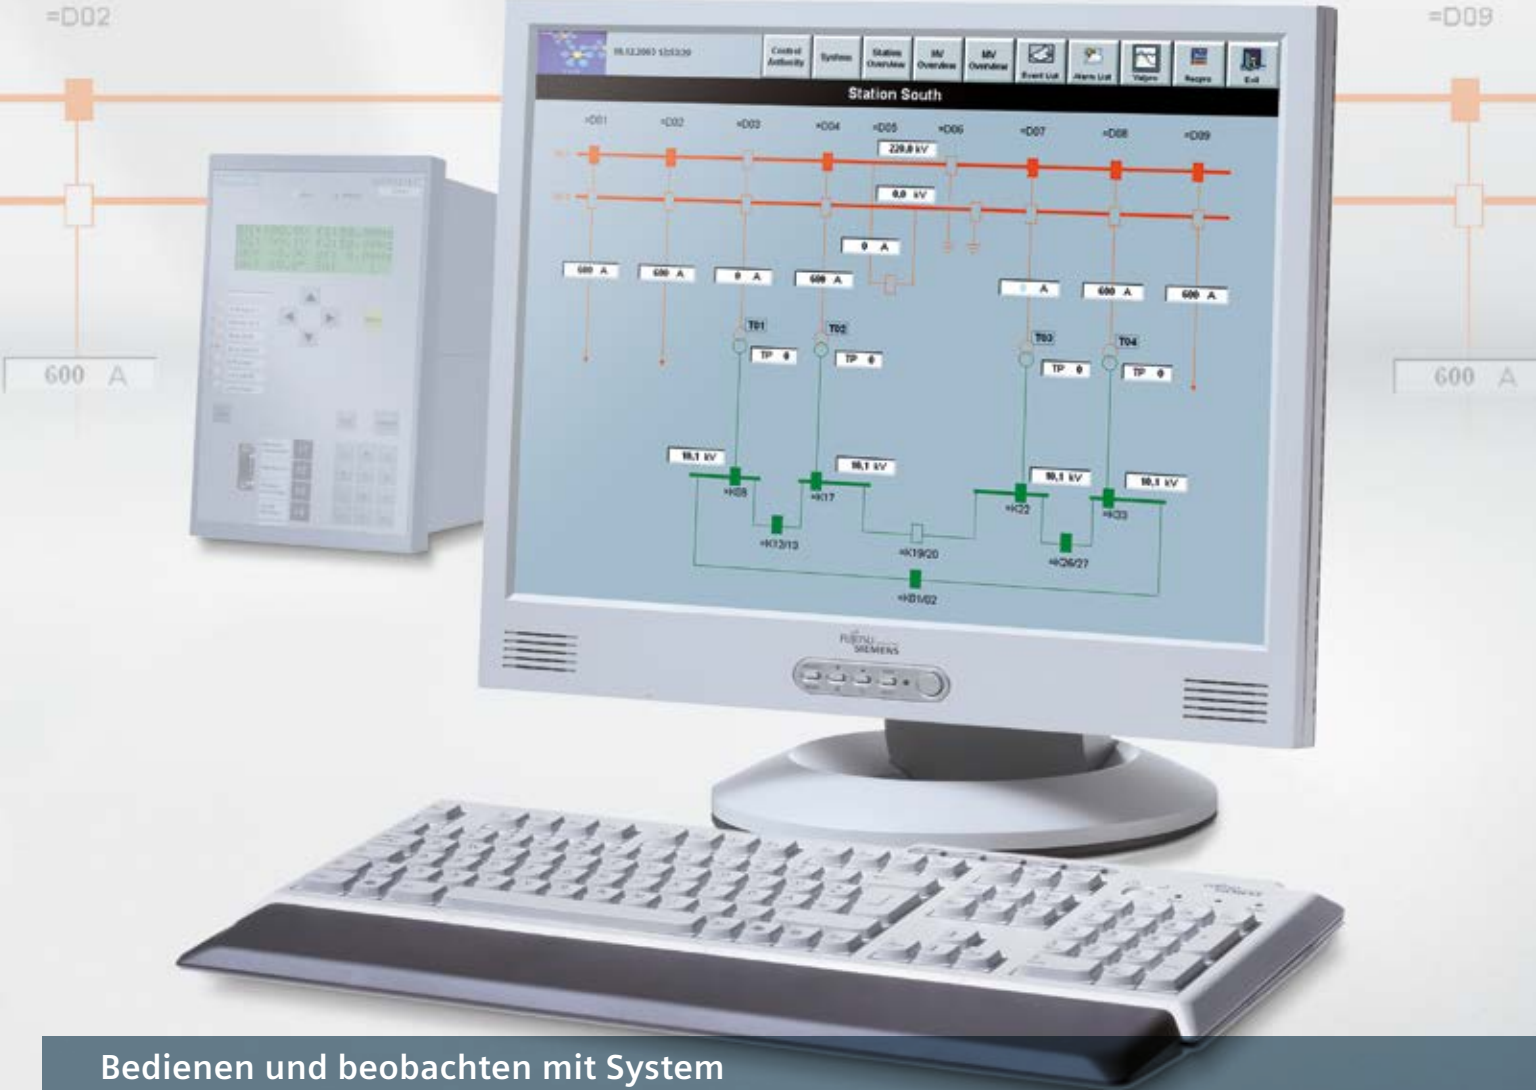 =D02
=D09
600 A
600 A
Control Authority
System
Station Overview
HV Overview
MV Overview
Event List
Alarm List
Valpro
Recpro
Exit
Station South
=D01
=D02
=D03
=D04
=D05
=D06
=D07
=D08
=D09
220,0 kV
0,0 kV
0 A
600 A
600 A
0 A
600 A
0 A
600 A
600 A
T01
T02
T03
T04
TP 0
TP 0
TP 0
TP 0
10,1 kV
10,1 kV
10,1 kV
10,1 kV
=K08
=K17
=K22
=K33
=K12/13
=K19/20
=K26/27
=K01/02
FUJITSU
SIEMENS
Bedienen und beobachten mit System